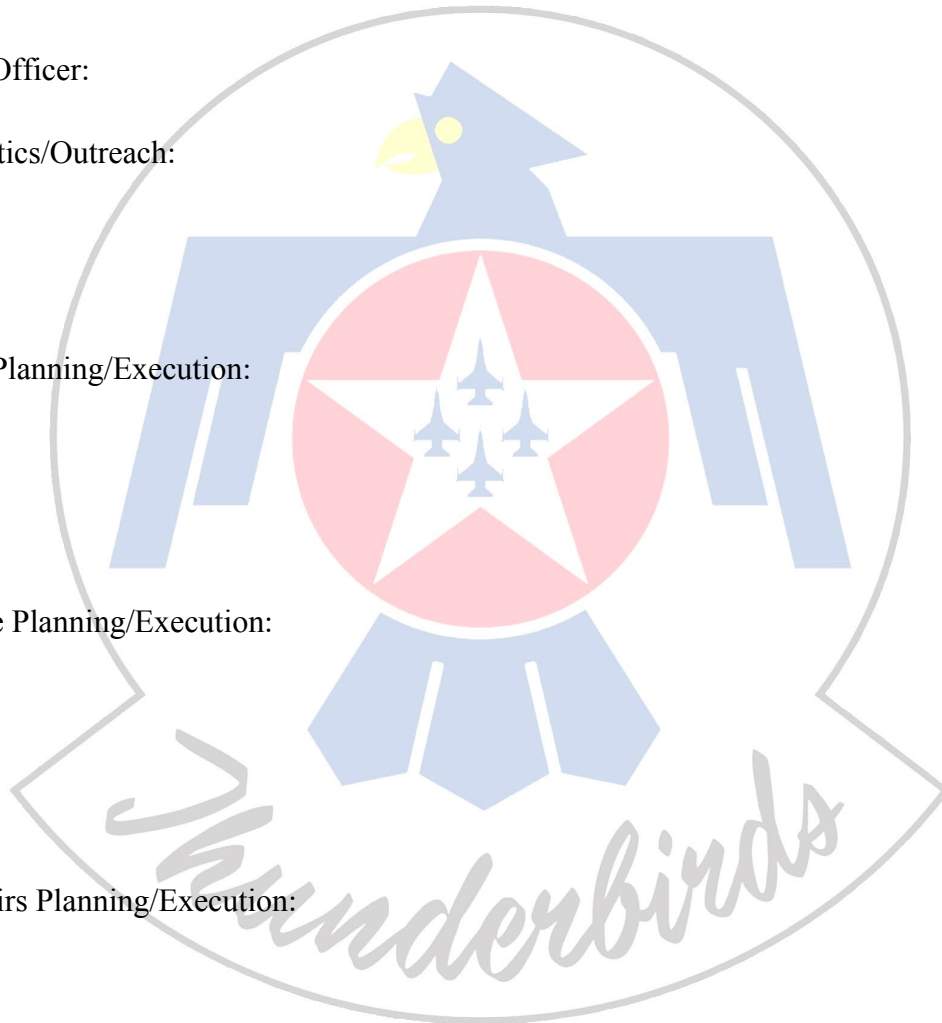 Officer:
tics/Outreach:
Planning/Execution:
e Planning/Execution:
irs Planning/Execution:
Thunderbirds